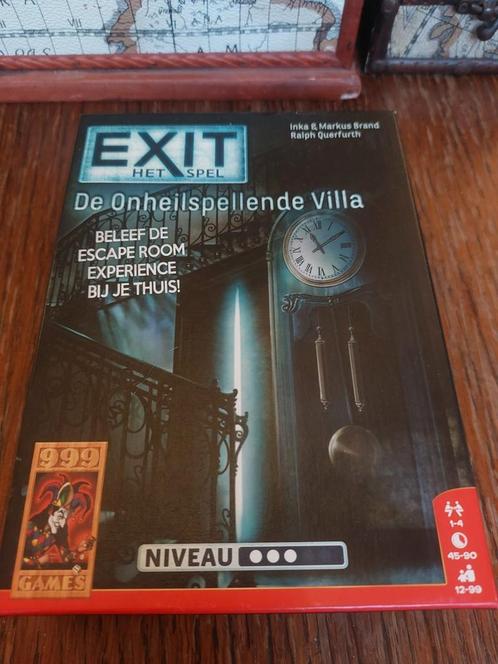 EXIT
HET SPEL
Inka & Markus Brand
Ralph Querfurth
De Onheilspellende Villa
BELEEF DE
ESCAPE ROOM
EXPERIENCE
BIJ JE THUIS!
999
GAMES
NIVEAU
1-4
45-90
12-99